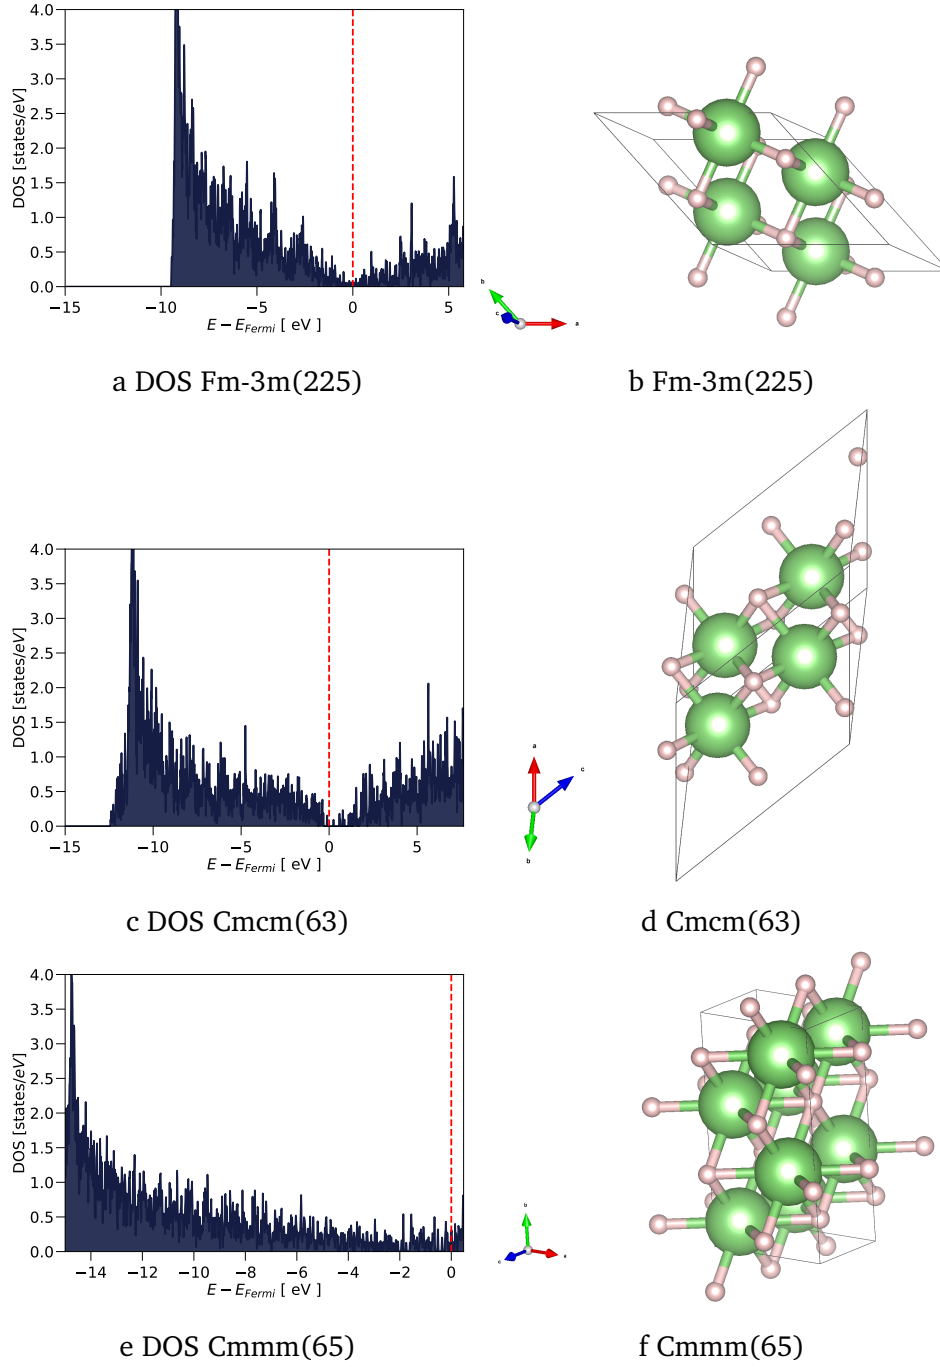 4.0
3.5
3.0
2.5
2.0
1.5
1.0
0.5
0.0
DOS [states/eV]
−15 −10 −5 0 5
E − E_Fermi [ eV ]
b
c
a
a DOS Fm-3m(225)
b Fm-3m(225)
4.0
3.5
3.0
2.5
2.0
1.5
1.0
0.5
0.0
DOS [states/eV]
−15 −10 −5 0 5
E − E_Fermi [ eV ]
a
c
b
c DOS Cmcm(63)
d Cmcm(63)
4.0
3.5
3.0
2.5
2.0
1.5
1.0
0.5
0.0
DOS [states/eV]
−14 −12 −10 −8 −6 −4 −2 0
E − E_Fermi [ eV ]
b
c
a
e DOS Cmmm(65)
f Cmmm(65)